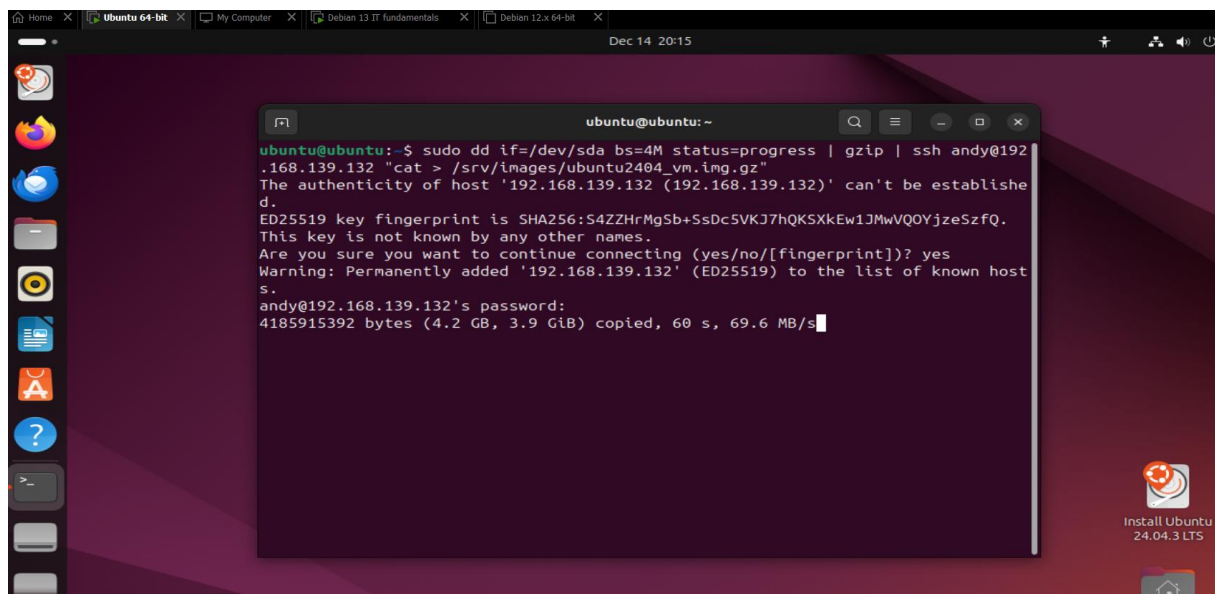 Home
Ubuntu 64-bit
My Computer
Debian 13 IT fundamentals
Debian 12.x 64-bit
Dec 14 20:15
ubuntu@ubuntu: ~
ubuntu@ubuntu:~$ sudo dd if=/dev/sda bs=4M status=progress | gzip | ssh andy@192
.168.139.132 "cat > /srv/images/ubuntu2404_vm.img.gz"
The authenticity of host '192.168.139.132 (192.168.139.132)' can't be establishe
d.
ED25519 key fingerprint is SHA256:S4ZZHrMgSb+SsDc5VKJ7hQKSXkEw1JMwVQOYjzeSzfQ.
This key is not known by any other names.
Are you sure you want to continue connecting (yes/no/[fingerprint])? yes
Warning: Permanently added '192.168.139.132' (ED25519) to the list of known host
s.
andy@192.168.139.132's password:
4185915392 bytes (4.2 GB, 3.9 GiB) copied, 60 s, 69.6 MB/s
Install Ubuntu
24.04.3 LTS